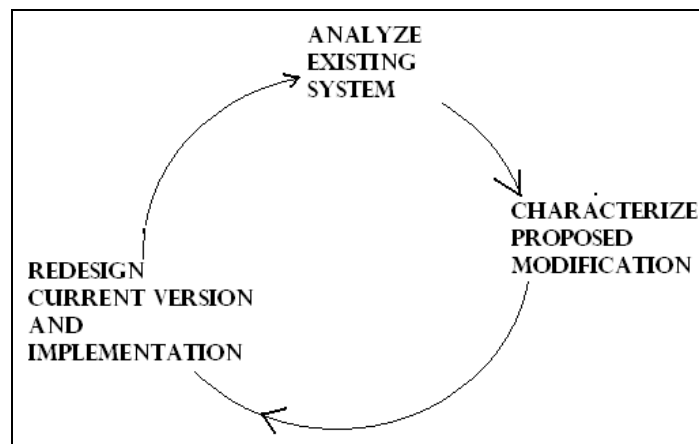 ANALYZE
EXISTING
SYSTEM
CHARACTERIZE
PROPOSED
MODIFICATION
REDESIGN
CURRENT VERSION
AND
IMPLEMENTATION